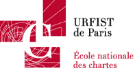 URFIST
de Paris
École nationale
des chartes